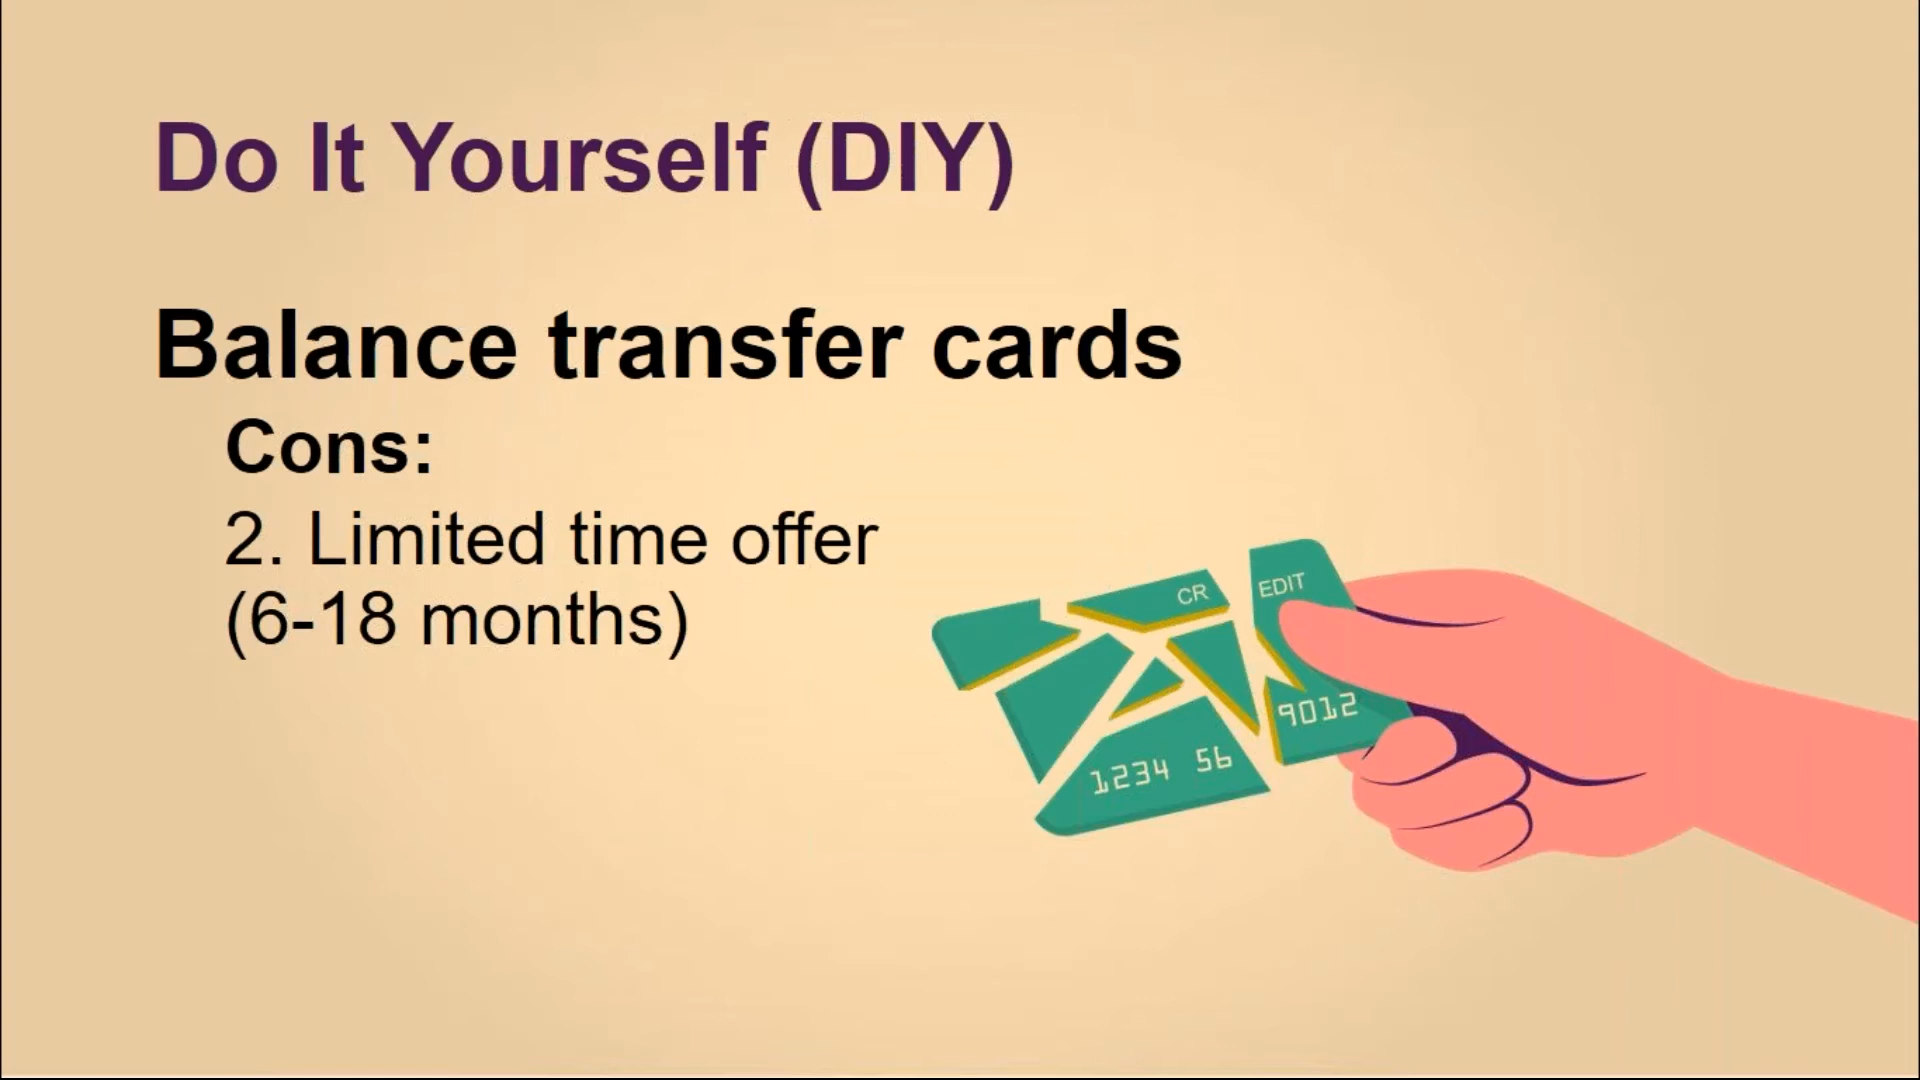 Do It Yourself (DIY)
Balance transfer cards
Cons:
2. Limited time offer
(6-18 months)
CR EDIT
9012
1234 56